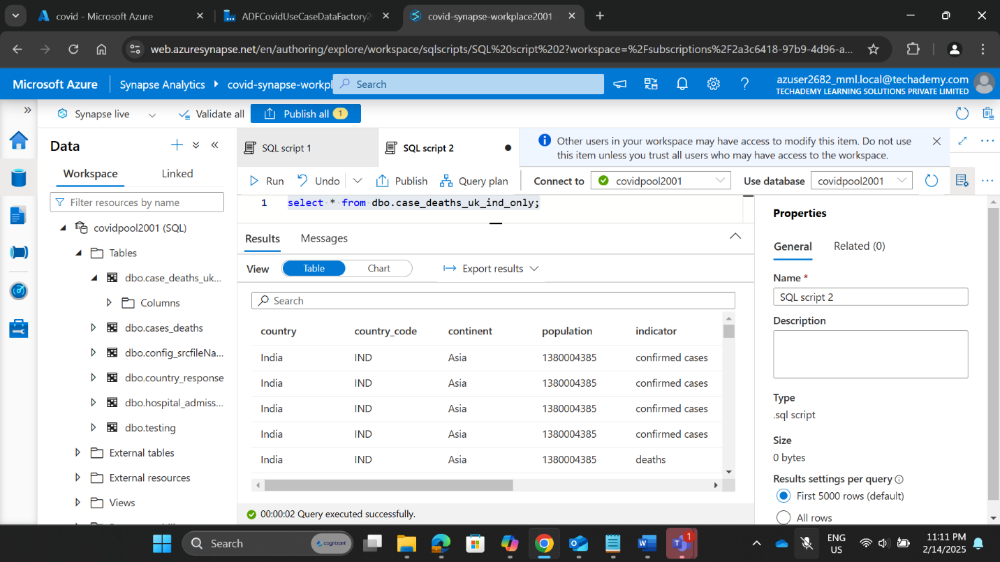 covid - Microsoft Azure
ADFCovidUseCaseDataFactory2
covid-synapse-workplace2001
web.azuresynapse.net/en/authoring/explore/workspace/sqlscripts/SQL%20script%202?workspace=%2Fsubscriptions%2F2a3c6418-97b9-4d96-a...
Microsoft Azure
Synapse Analytics
covid-synapse-workpl
Search
azuser2682_mml.local@techademy.com
TECHADEMY LEARNING SOLUTIONS PRIVATE LIMITED
Synapse live
Validate all
Publish all 1
Data
Workspace
Linked
Filter resources by name
covidpool2001 (SQL)
Tables
dbo.case_deaths_uk...
Columns
dbo.cases_deaths
dbo.config_srcfileNa...
dbo.country_response
dbo.hospital_admiss...
dbo.testing
External tables
External resources
Views
SQL script 1
SQL script 2
Other users in your workspace may have access to modify this item. Do not use
this item unless you trust all users who may have access to the workspace.
Run Undo Publish Query plan Connect to covidpool2001 Use database covidpool2001
1 select * from dbo.case_deaths_uk_ind_only;
Results Messages
View Table Chart Export results
Search
country country_code continent population indicator
India IND Asia 1380004385 confirmed cases
India IND Asia 1380004385 confirmed cases
India IND Asia 1380004385 confirmed cases
India IND Asia 1380004385 confirmed cases
India IND Asia 1380004385 deaths
00:00:02 Query executed successfully.
Properties
General Related (0)
Name *
SQL script 2
Description
Type
.sql script
Size
0 bytes
Results settings per query
First 5000 rows (default)
All rows
Search
cognizant
1
ENG
US
11:11 PM
2/14/2025